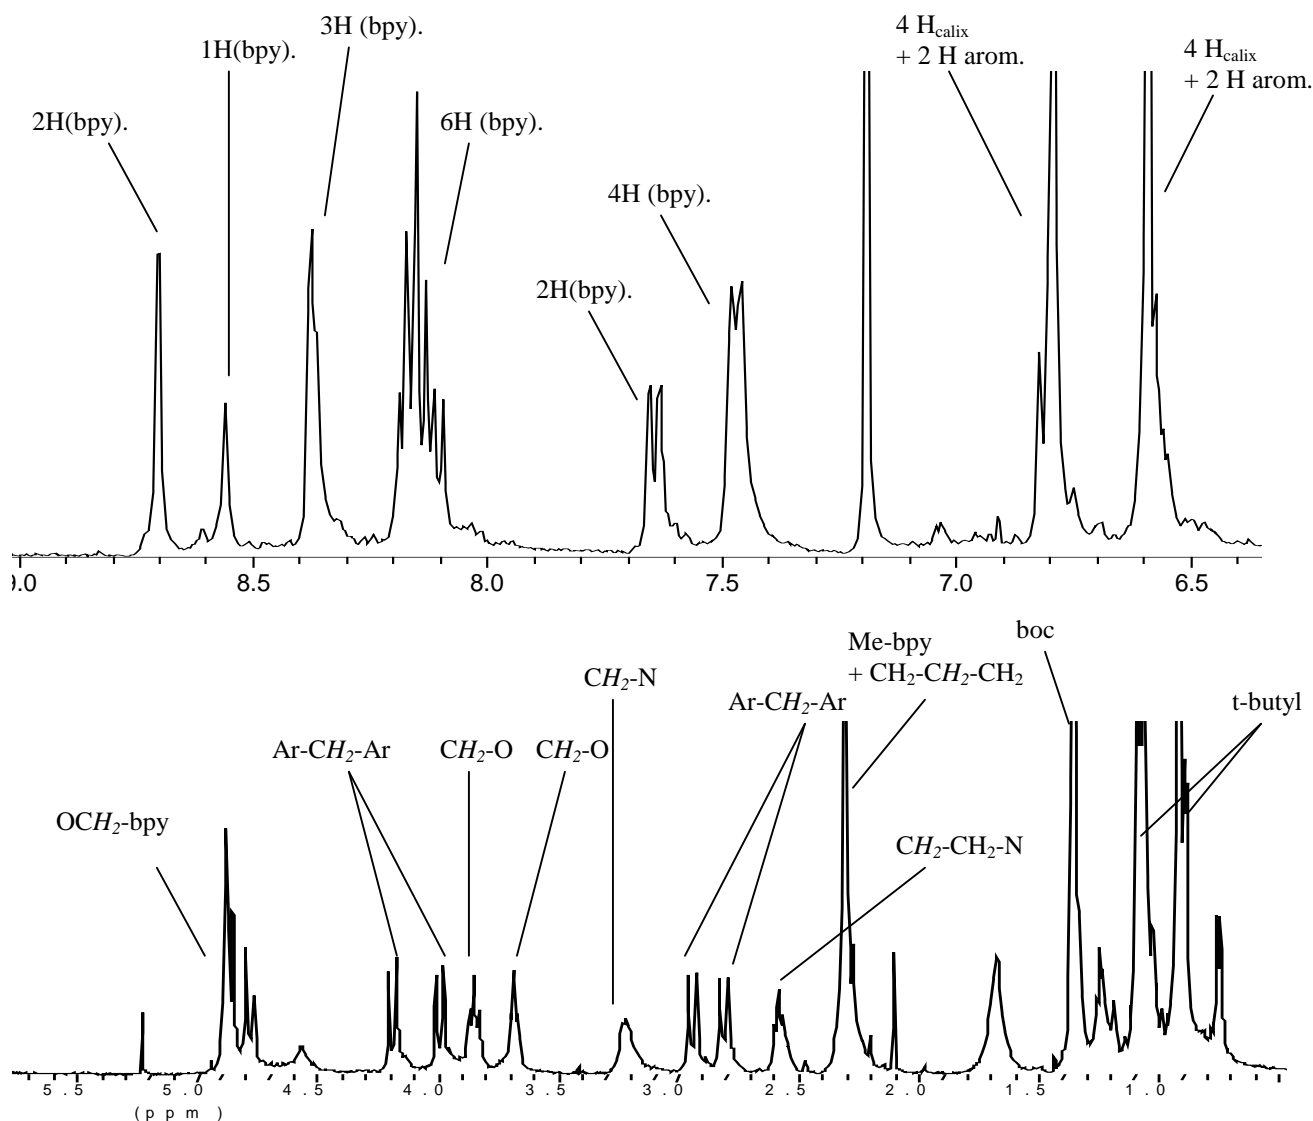 3H (bpy).
1H(bpy).
4 Hcalix
+ 2 H arom.
4 Hcalix
+ 2 H arom.
2H(bpy).
6H (bpy).
4H (bpy).
2H(bpy).
9.0 8.5 8.0 7.5 7.0 6.5
boc
Me-bpy
+ CH2-CH2-CH2
CH2-N
Ar-CH2-Ar
t-butyl
Ar-CH2-Ar
CH2-O
CH2-O
OCH2-bpy
CH2-CH2-N
5.5 5.0 4.5 4.0 3.5 3.0 2.5 2.0 1.5 1.0
(ppm)